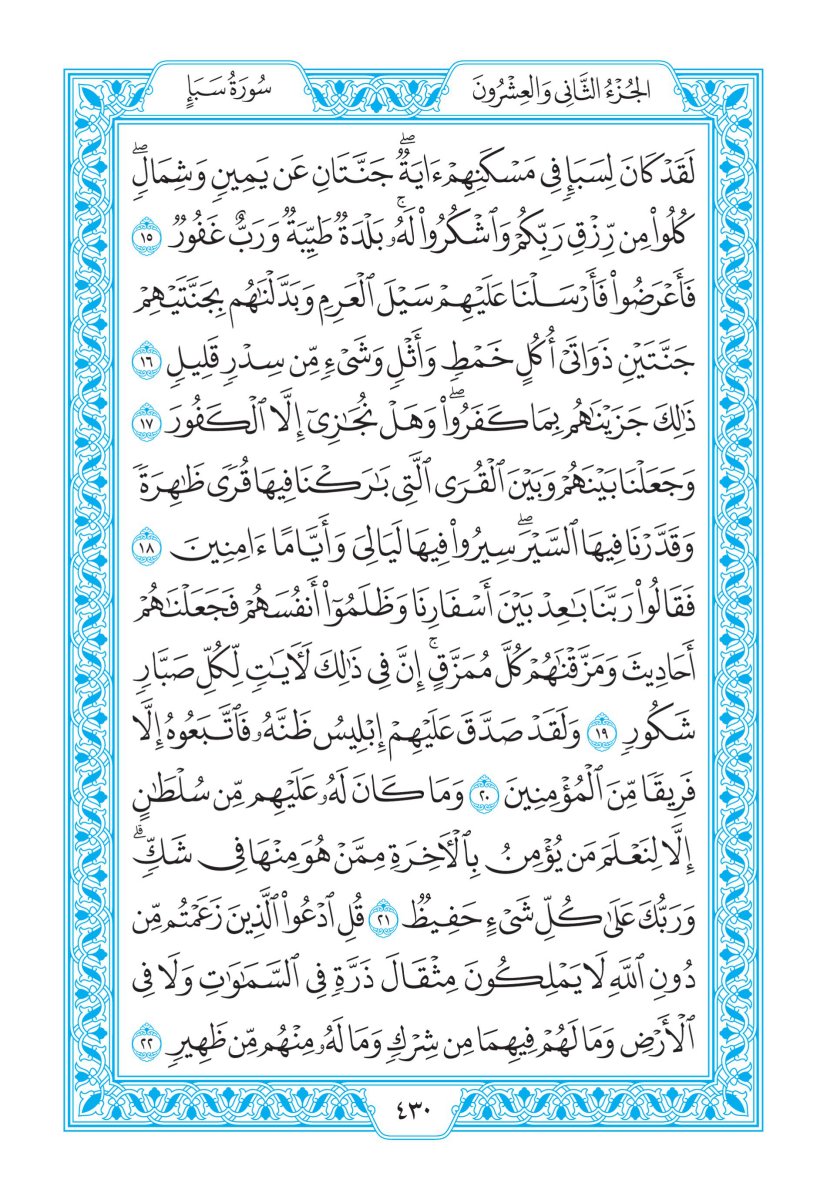 الجُزْءُ الثَّانِي وَالعِشْرُونَ
سُورَةُ سَبَإٍ
لَقَدْ كَانَ لِسَبَإٖ فِي مَسْكَنِهِمْ ءَايَةٞۖ جَنَّتَانِ عَن يَمِينٖ وَشِمَالٖۖ
كُلُواْ مِن رِّزْقِ رَبِّكُمْ وَٱشْكُرُواْ لَهُۥۚ بَلْدَةٞ طَيِّبَةٞ وَرَبٌّ غَفُورٞ ١٥
فَأَعْرَضُواْ فَأَرْسَلْنَا عَلَيْهِمْ سَيْلَ ٱلْعَرِمِ وَبَدَّلْنَٰهُم بِجَنَّتَيْهِمْ
جَنَّتَيْنِ ذَوَاتَيْ أُكُلٍ خَمْطٖ وَأَثْلٖ وَشَيْءٖ مِّن سِدْرٖ قَلِيلٖ ١٦
ذَٰلِكَ جَزَيْنَٰهُم بِمَا كَفَرُواْۖ وَهَلْ نُجَٰزِيٓ إِلَّا ٱلْكَفُورَ ١٧
وَجَعَلْنَا بَيْنَهُمْ وَبَيْنَ ٱلْقُرَى ٱلَّتِي بَٰرَكْنَا فِيهَا قُرٗى ظَٰهِرَةٗ
وَقَدَّرْنَا فِيهَا ٱلسَّيْرَۖ سِيرُواْ فِيهَا لَيَالِيَ وَأَيَّامًا ءَامِنِينَ ١٨
فَقَالُواْ رَبَّنَا بَٰعِدْ بَيْنَ أَسْفَارِنَا وَظَلَمُوٓاْ أَنفُسَهُمْ فَجَعَلْنَٰهُمْ
أَحَادِيثَ وَمَزَّقْنَٰهُمْ كُلَّ مُمَزَّقٍۚ إِنَّ فِي ذَٰلِكَ لَأٓيَٰتٖ لِّكُلِّ صَبَّارٖ
شَكُورٖ ١٩ وَلَقَدْ صَدَّقَ عَلَيْهِمْ إِبْلِيسُ ظَنَّهُۥ فَٱتَّبَعُوهُ إِلَّا
فَرِيقٗا مِّنَ ٱلْمُؤْمِنِينَ ٢٠ وَمَا كَانَ لَهُۥ عَلَيْهِم مِّن سُلْطَٰنٍ
إِلَّا لِنَعْلَمَ مَن يُؤْمِنُ بِٱلْأٓخِرَةِ مِمَّنْ هُوَ مِنْهَا فِي شَكّٖۗ
وَرَبُّكَ عَلَىٰ كُلِّ شَيْءٍ حَفِيظٞ ٢١ قُلِ ٱدْعُواْ ٱلَّذِينَ زَعَمْتُم مِّن
دُونِ ٱللَّهِ لَا يَمْلِكُونَ مِثْقَالَ ذَرَّةٖ فِي ٱلسَّمَٰوَٰتِ وَلَا فِي
ٱلْأَرْضِ وَمَا لَهُمْ فِيهِمَا مِن شِرْكٖ وَمَا لَهُۥ مِنْهُم مِّن ظَهِيرٖ ٢٢
٤٣٠